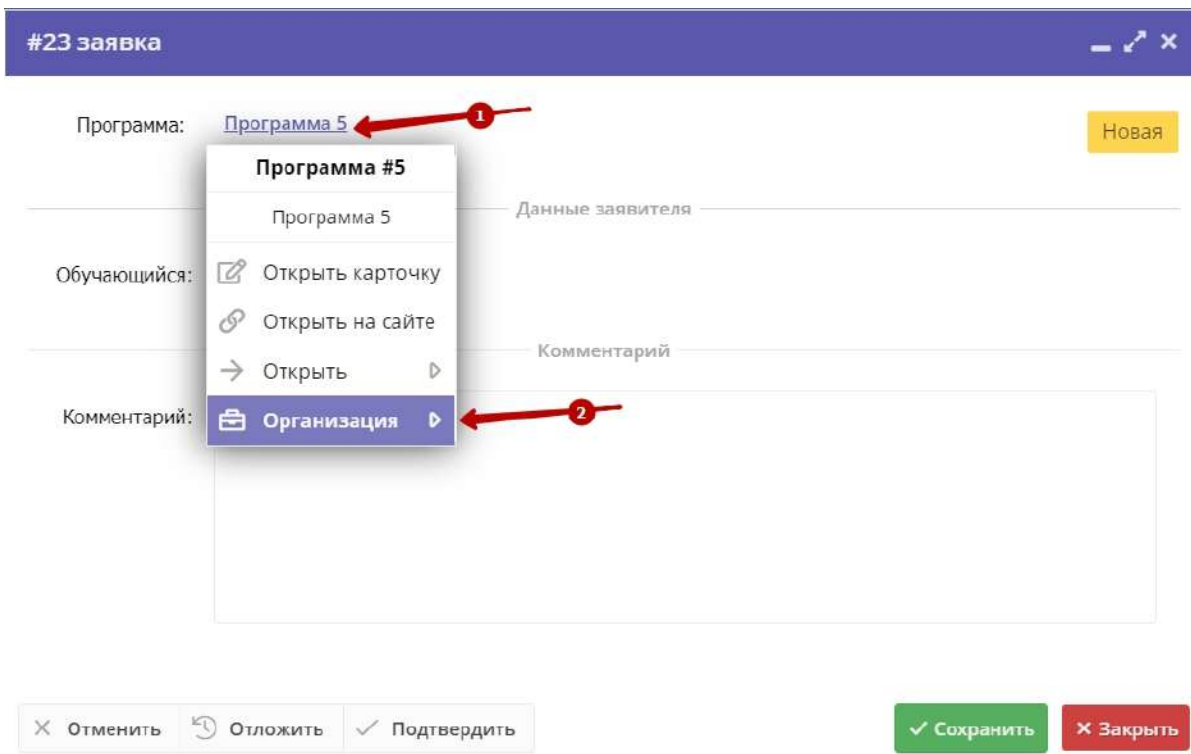 #23 заявка
Программа: Программа 5
1
Новая
Программа #5
Программа 5
Данные заявителя
Обучающийся:
Открыть карточку
Открыть на сайте
Комментарий
Открыть
Комментарий:
Организация
2
Отменить Отложить Подтвердить Сохранить Закрыть